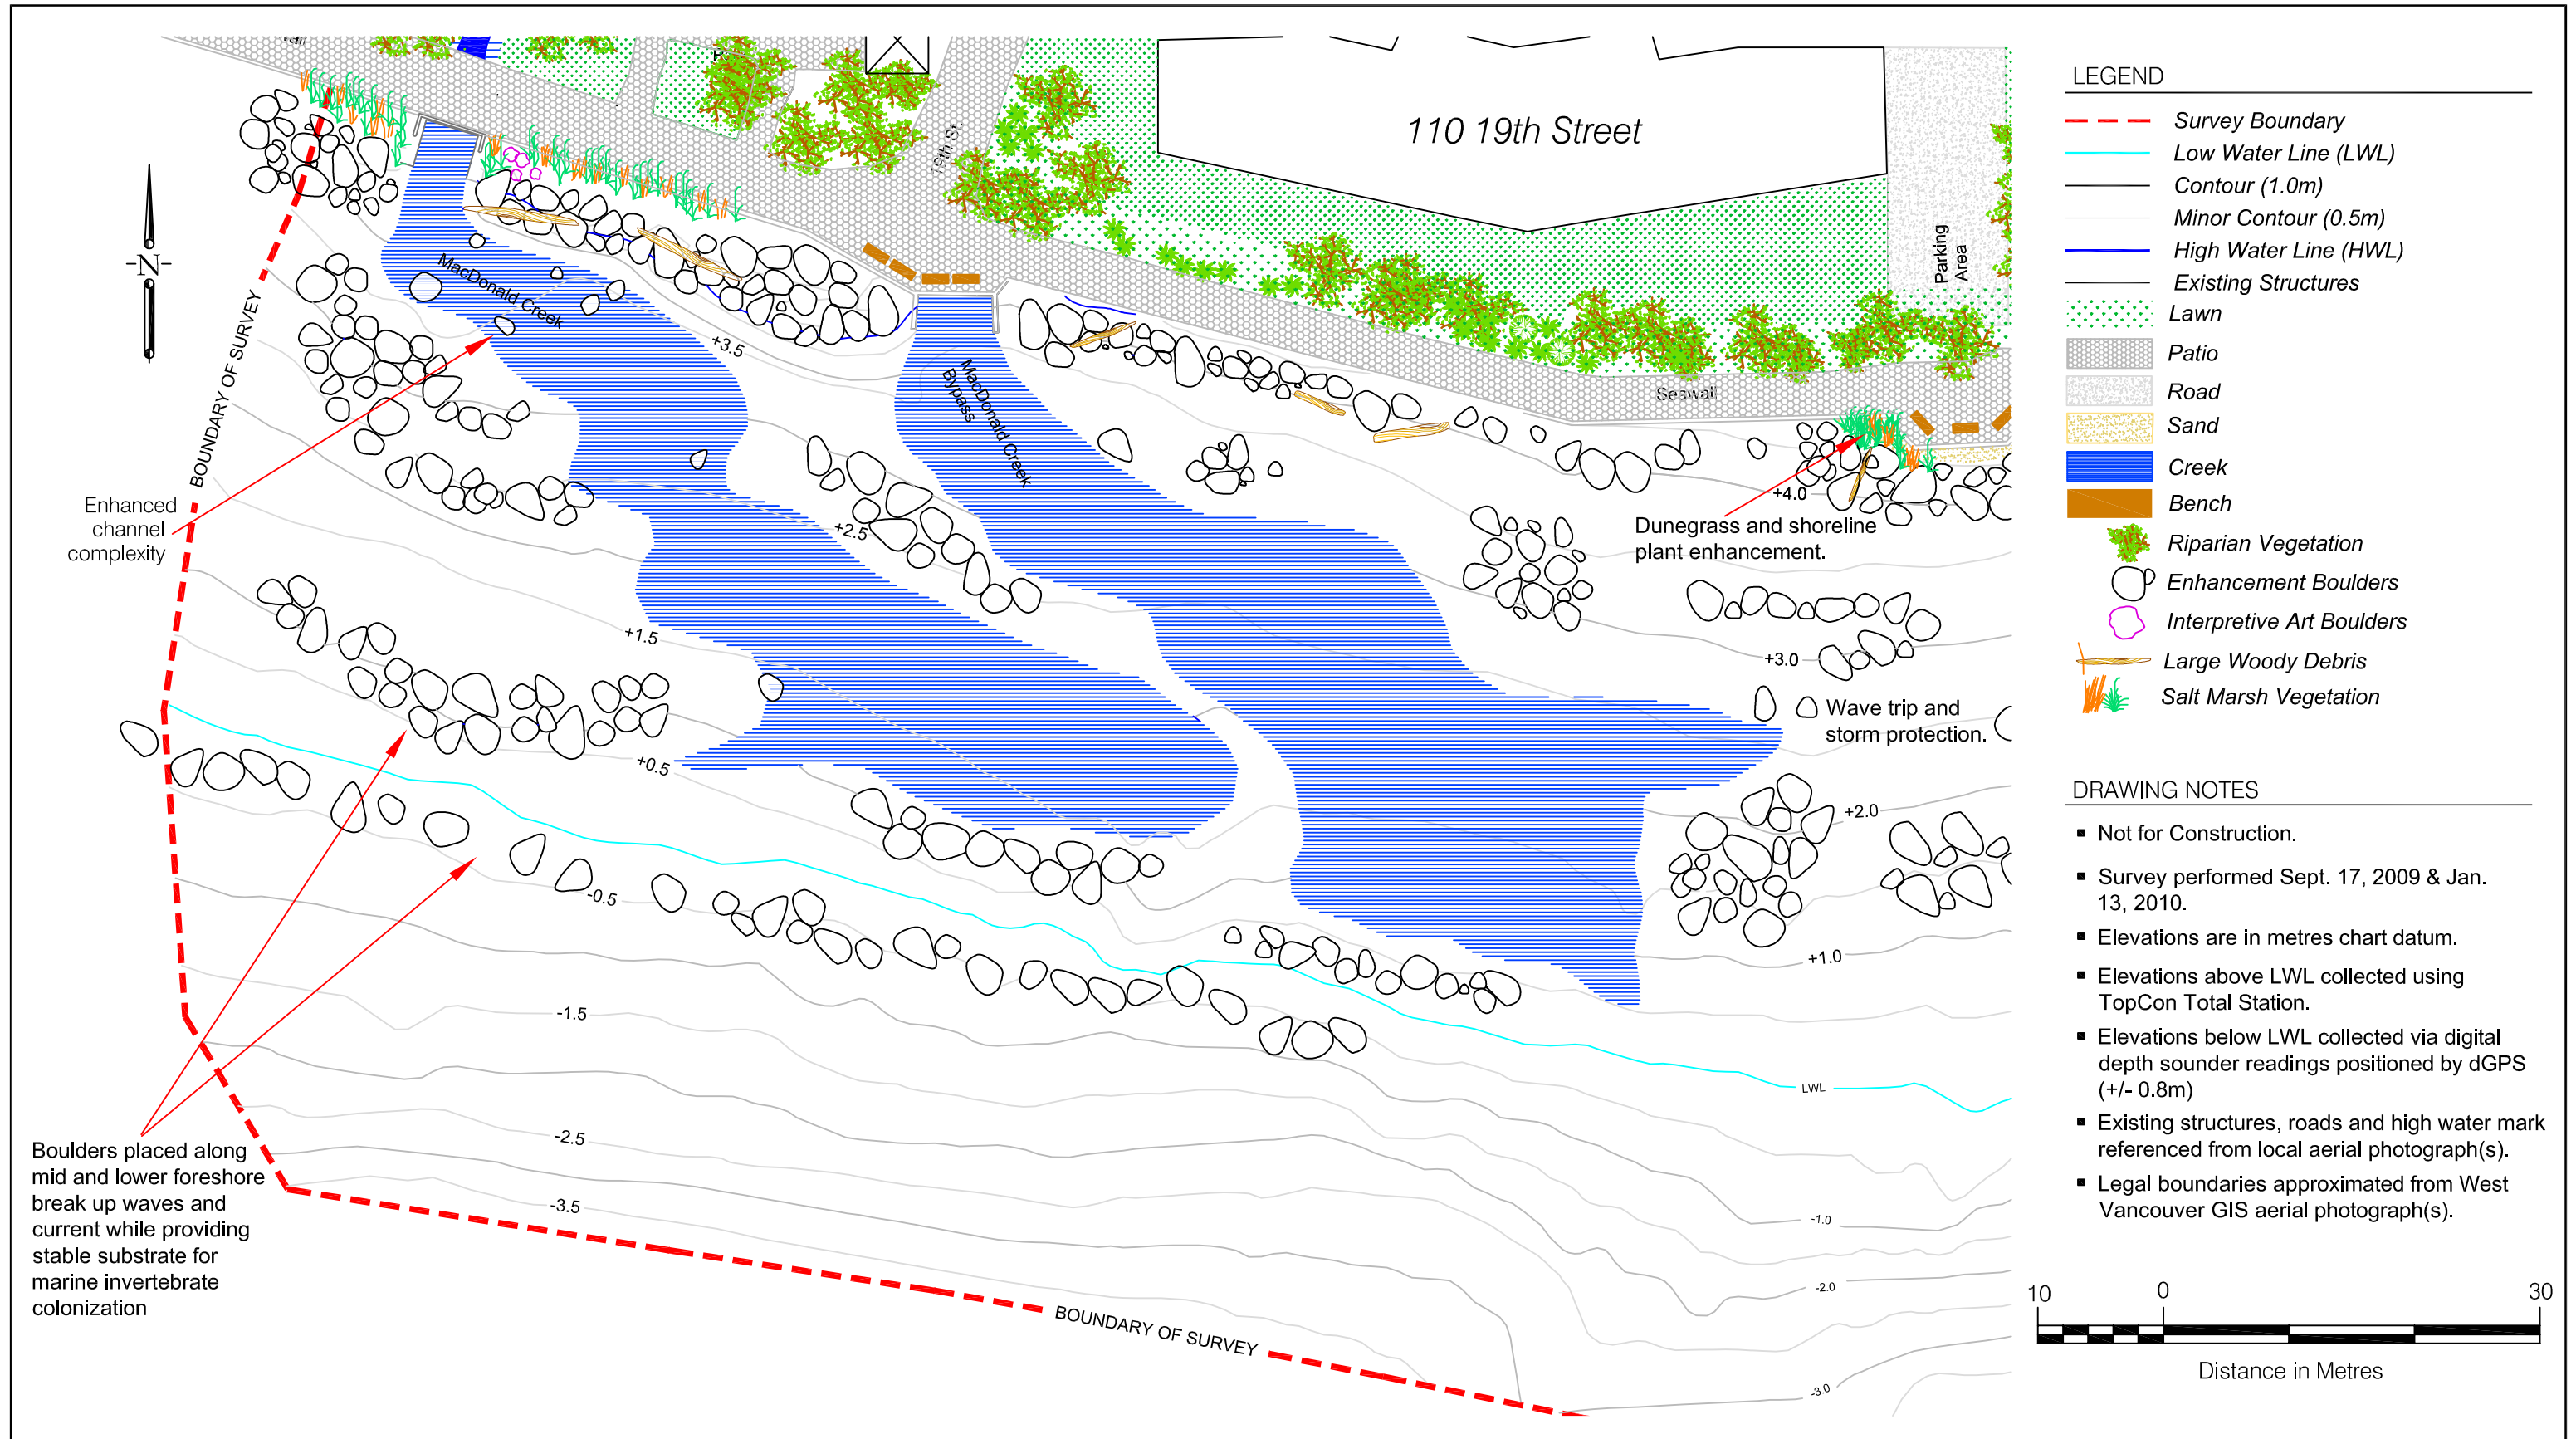 110 19th Street
19th St.
Parking
Area
Seawall
-N-
BOUNDARY OF SURVEY
MacDonald Creek
MacDonald Creek
Bypass
+3.5
+2.5
+1.5
+0.5
-0.5
-1.5
-2.5
-3.5
+4.0
+3.0
+2.0
+1.0
LWL
-1.0
-2.0
-3.0
Enhanced
channel
complexity
Dunegrass and shoreline
plant enhancement.
Wave trip and
storm protection.
Boulders placed along
mid and lower foreshore
break up waves and
current while providing
stable substrate for
marine invertebrate
colonization
BOUNDARY OF SURVEY
LEGEND
Survey Boundary
Low Water Line (LWL)
Contour (1.0m)
Minor Contour (0.5m)
High Water Line (HWL)
Existing Structures
Lawn
Patio
Road
Sand
Creek
Bench
Riparian Vegetation
Enhancement Boulders
Interpretive Art Boulders
Large Woody Debris
Salt Marsh Vegetation
DRAWING NOTES
▪ Not for Construction.
▪ Survey performed Sept. 17, 2009 & Jan.
13, 2010.
▪ Elevations are in metres chart datum.
▪ Elevations above LWL collected using
TopCon Total Station.
▪ Elevations below LWL collected via digital
depth sounder readings positioned by dGPS
(+/- 0.8m)
▪ Existing structures, roads and high water mark
referenced from local aerial photograph(s).
▪ Legal boundaries approximated from West
Vancouver GIS aerial photograph(s).
10 0 30
Distance in Metres